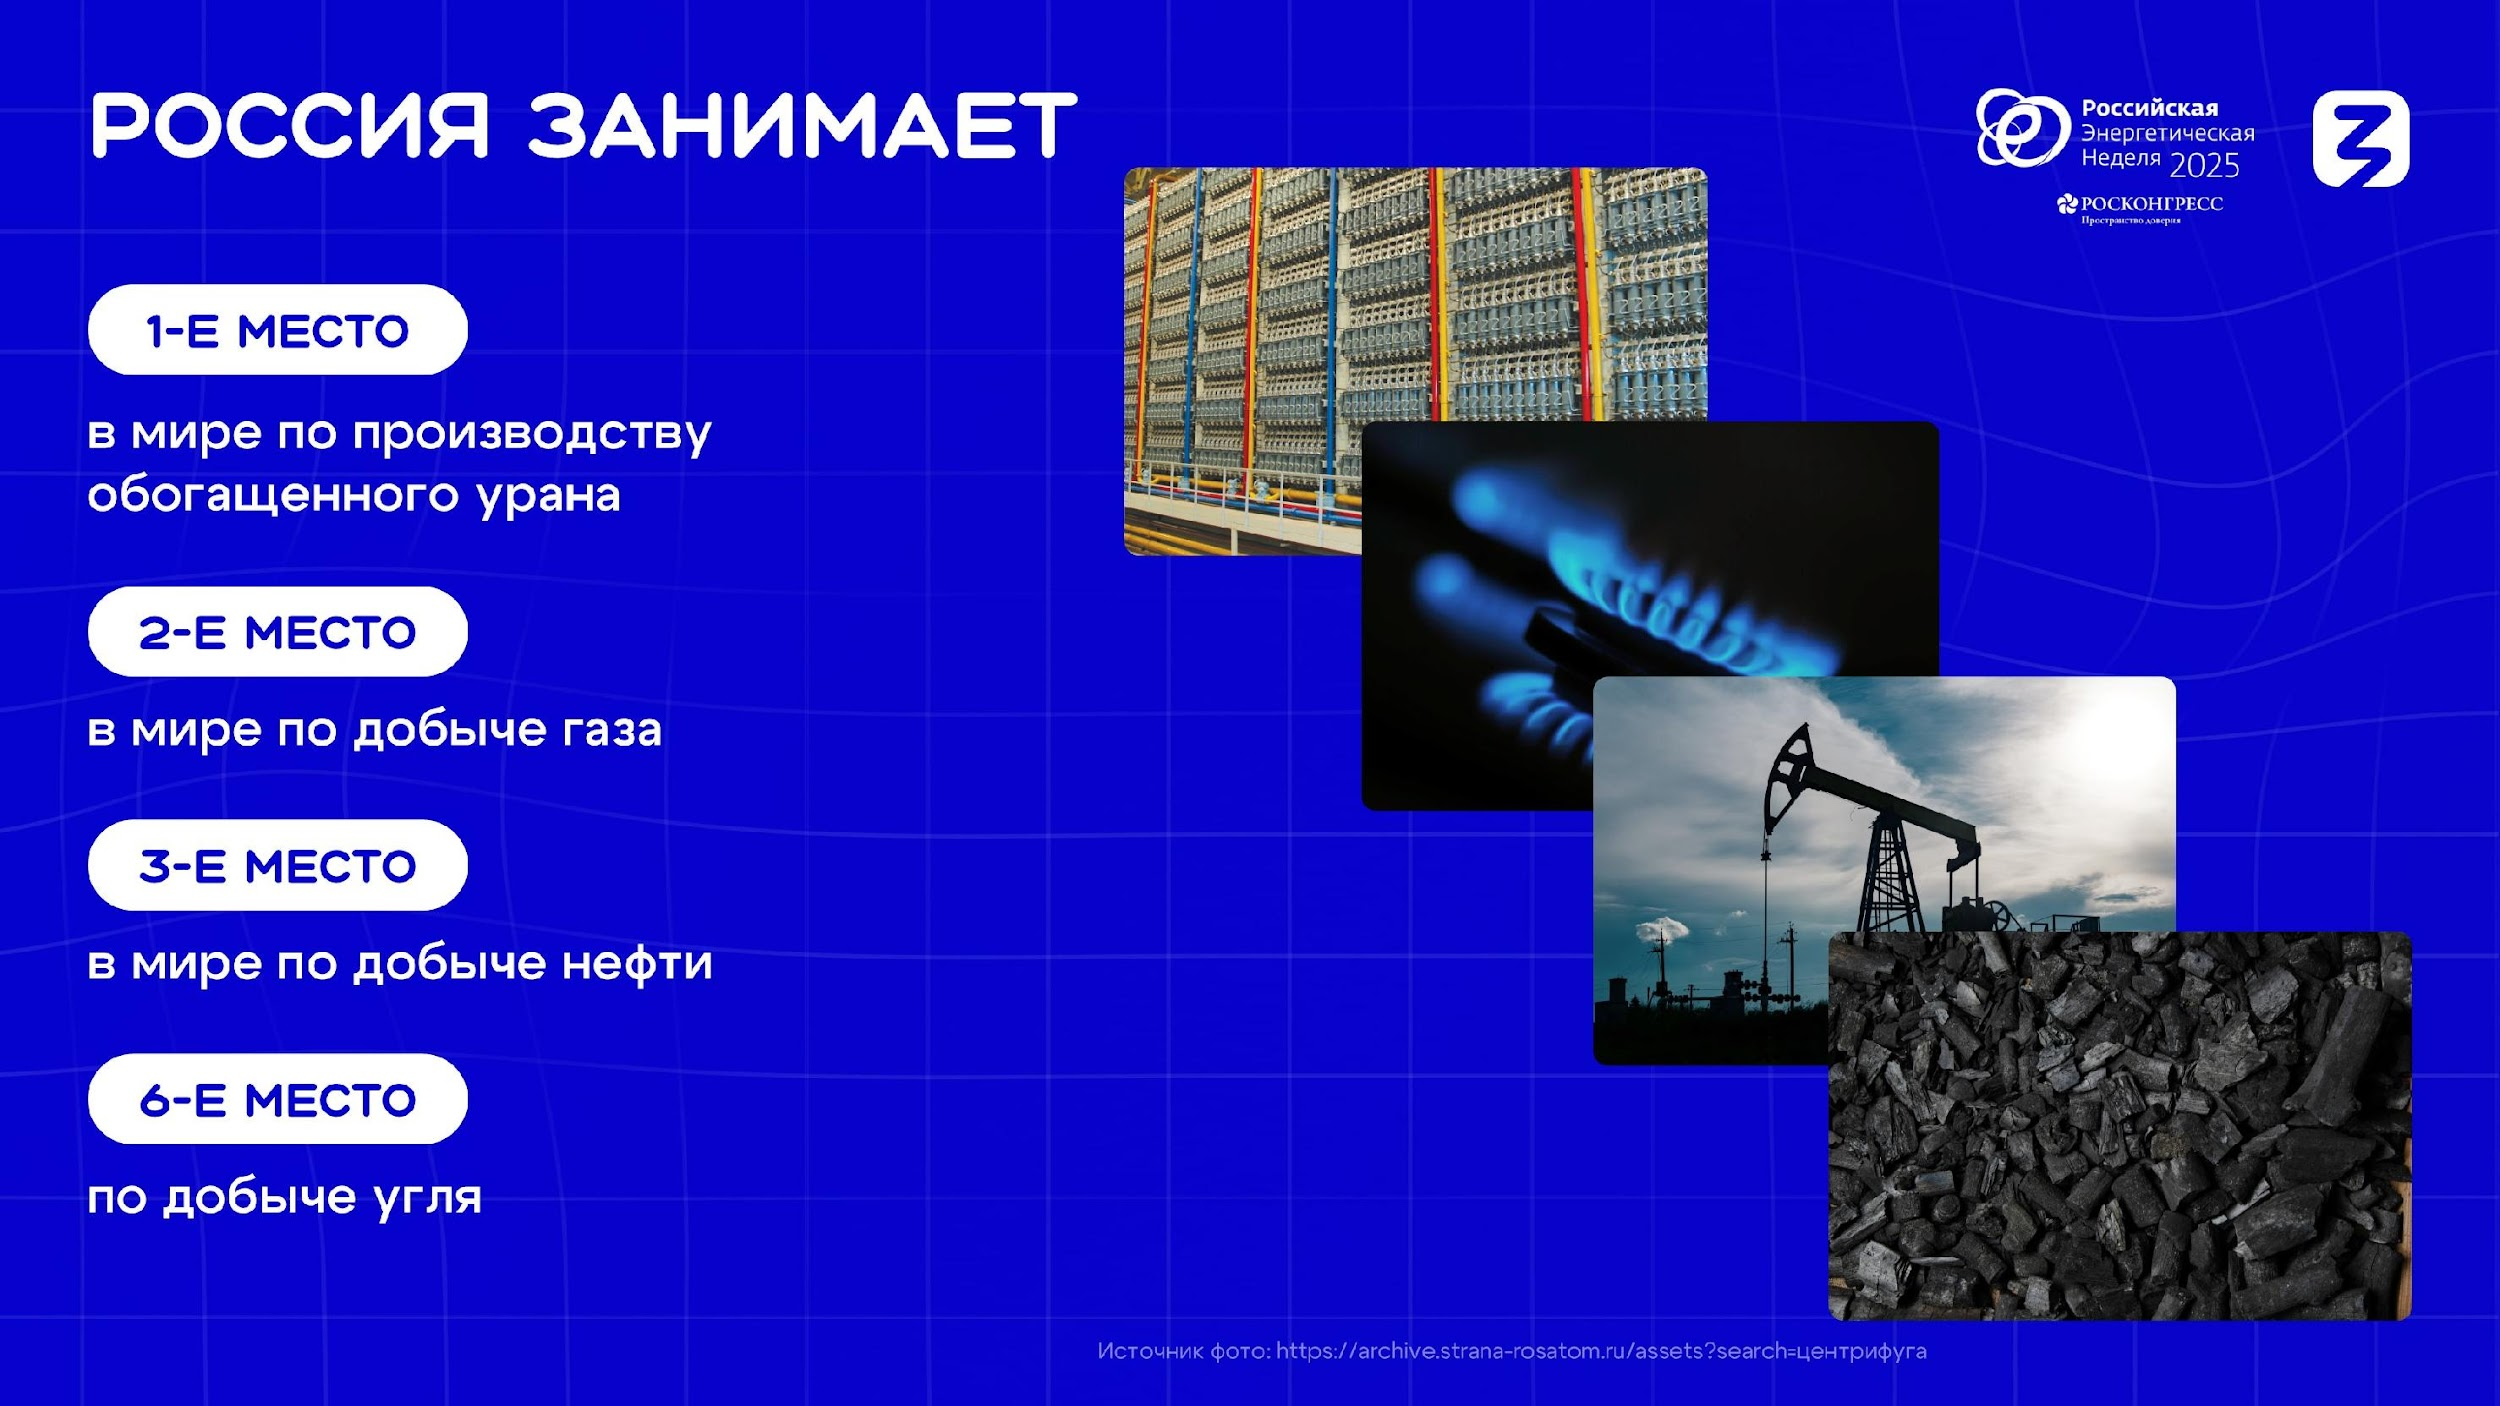 РОССИЯ ЗАНИМАЕТ
Российская
Энергетическая
Неделя 2025
РОСКОНГРЕСС
Пространство доверия
1-Е МЕСТО
в мире по производству
обогащенного урана
2-Е МЕСТО
в мире по добыче газа
3-Е МЕСТО
в мире по добыче нефти
6-Е МЕСТО
по добыче угля
Источник фото: https://archive.strana-rosatom.ru/assets?search=центрифуга